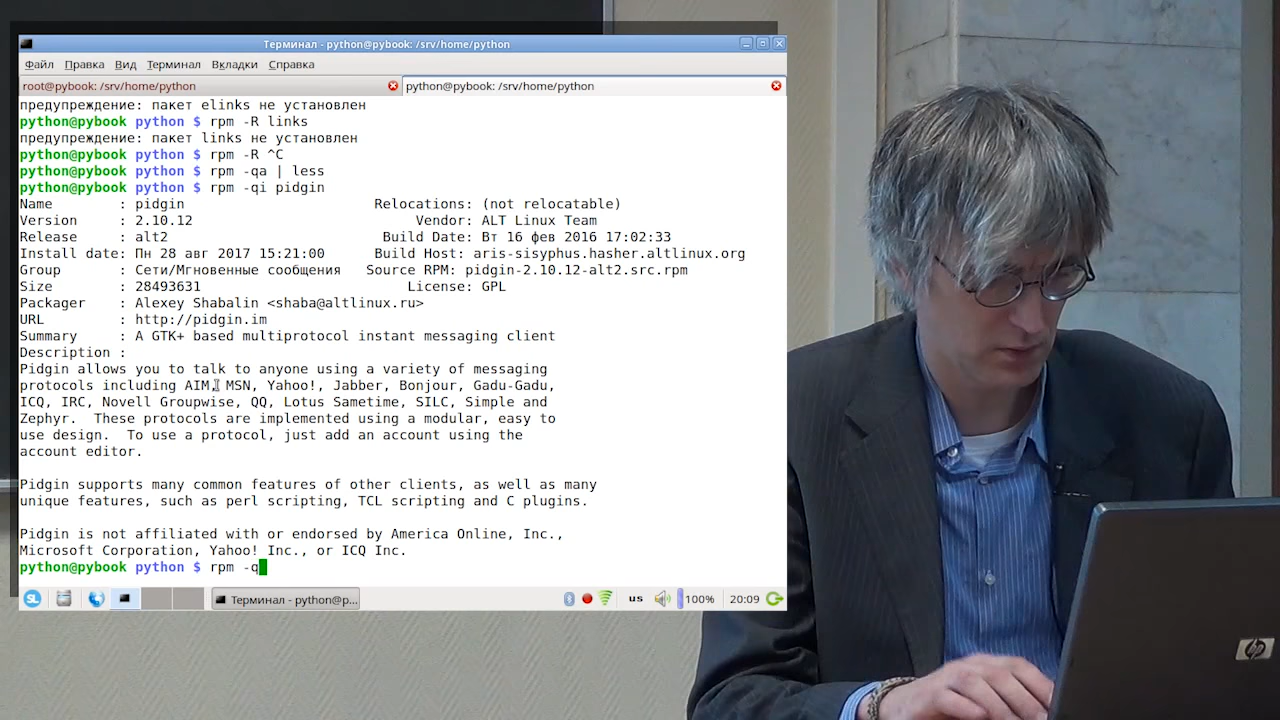 Терминал - python@pybook: /srv/home/python
Файл Правка Вид Терминал Вкладки Справка
root@pybook: /srv/home/python python@pybook: /srv/home/python
предупреждение: пакет elinks не установлен
python@pybook python $ rpm -R links
предупреждение: пакет links не установлен
python@pybook python $ rpm -R ^C
python@pybook python $ rpm -qa | less
python@pybook python $ rpm -qi pidgin
Name : pidgin Relocations: (not relocatable)
Version : 2.10.12 Vendor: ALT Linux Team
Release : alt2 Build Date: Вт 16 фев 2016 17:02:33
Install date: Пн 28 авг 2017 15:21:00 Build Host: aris-sisyphus.hasher.altlinux.org
Group : Сети/Мгновенные сообщения Source RPM: pidgin-2.10.12-alt2.src.rpm
Size : 28493631 License: GPL
Packager : Alexey Shabalin <shaba@altlinux.ru>
URL : http://pidgin.im
Summary : A GTK+ based multiprotocol instant messaging client
Description :
Pidgin allows you to talk to anyone using a variety of messaging
protocols including AIM, MSN, Yahoo!, Jabber, Bonjour, Gadu-Gadu,
ICQ, IRC, Novell Groupwise, QQ, Lotus Sametime, SILC, Simple and
Zephyr. These protocols are implemented using a modular, easy to
use design. To use a protocol, just add an account using the
account editor.
Pidgin supports many common features of other clients, as well as many
unique features, such as perl scripting, TCL scripting and C plugins.
Pidgin is not affiliated with or endorsed by America Online, Inc.,
Microsoft Corporation, Yahoo! Inc., or ICQ Inc.
python@pybook python $ rpm -q
SL Терминал - python@p... us 100% 20:09
hp